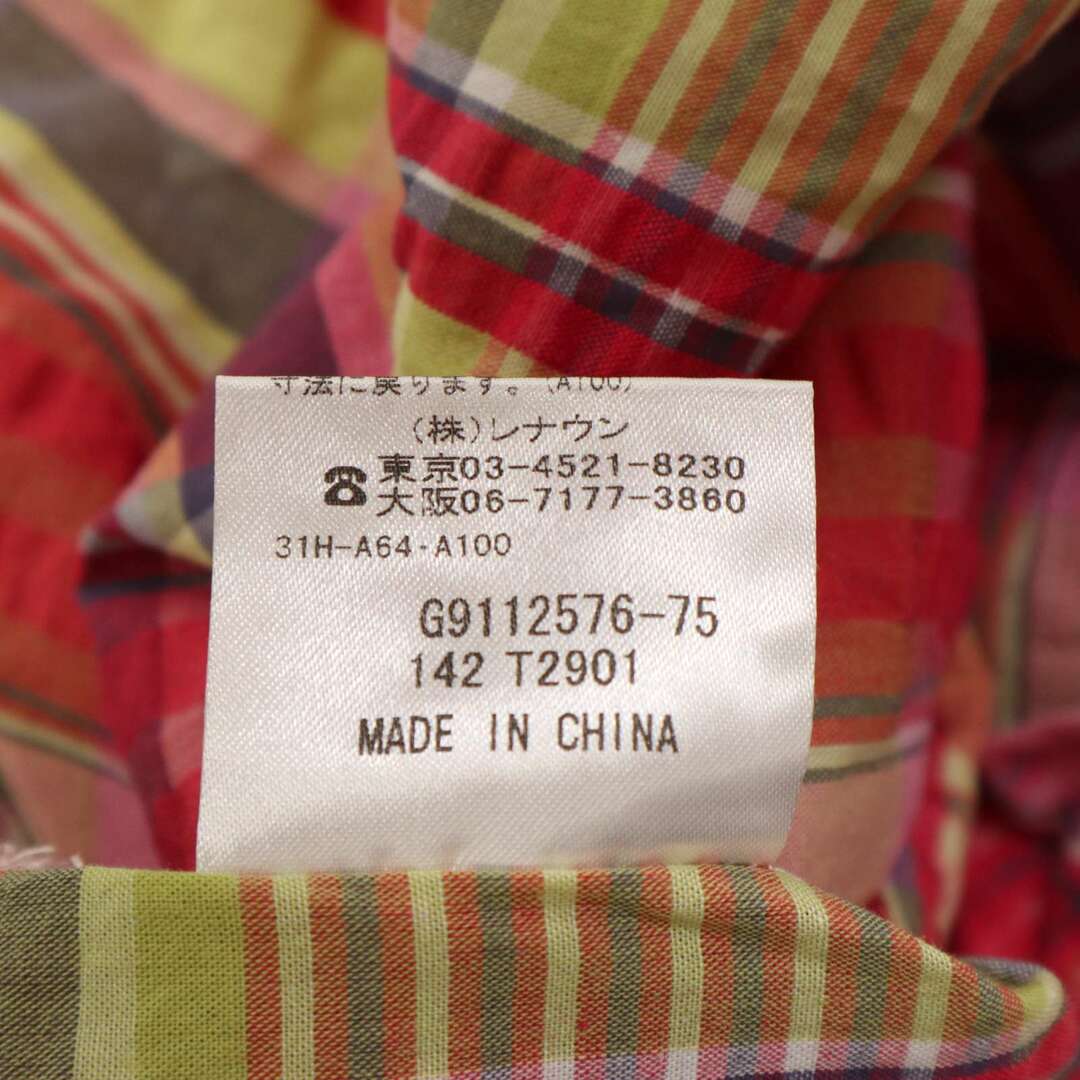 寸法に戻ります。(A100)
(株)レナウン
☎東京03-4521-8230
大阪06-7177-3860
31H-A64・A100
G9112576-75
142 T2901
MADE IN CHINA